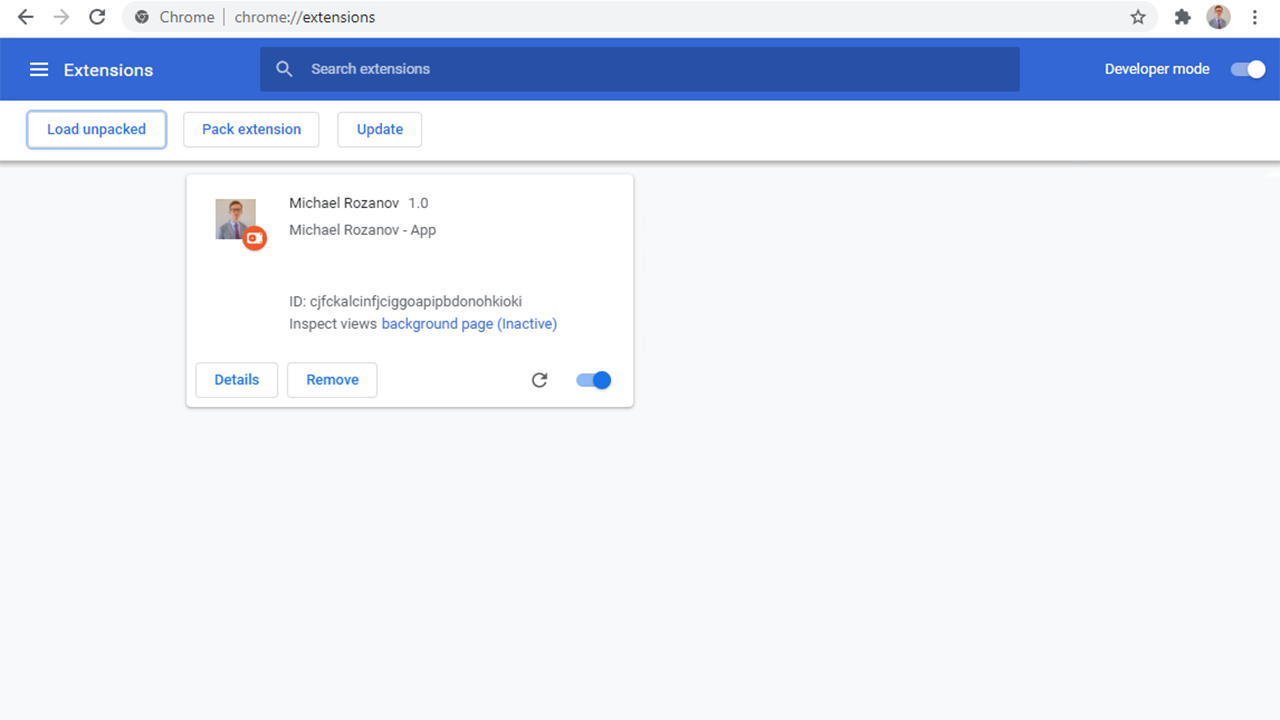 Chrome | chrome://extensions
Extensions
Search extensions
Developer mode
Load unpacked
Pack extension
Update
Michael Rozanov 1.0
Michael Rozanov - App
ID: cjfckalcinfjciggoapipbdonohkioki
Inspect views background page (Inactive)
Details
Remove